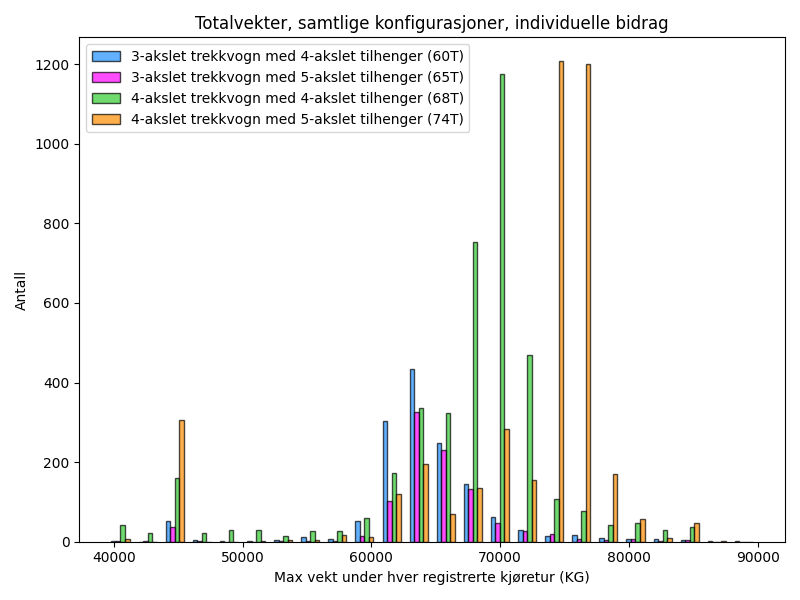 Totalvekter, samtlige konfigurasjoner, individuelle bidrag
3-akslet trekkvogn med 4-akslet tilhenger (60T)
3-akslet trekkvogn med 5-akslet tilhenger (65T)
4-akslet trekkvogn med 4-akslet tilhenger (68T)
4-akslet trekkvogn med 5-akslet tilhenger (74T)
1200
1000
800
600
400
200
0
Antall
40000 50000 60000 70000 80000 90000
Max vekt under hver registrerte kjøretur (KG)